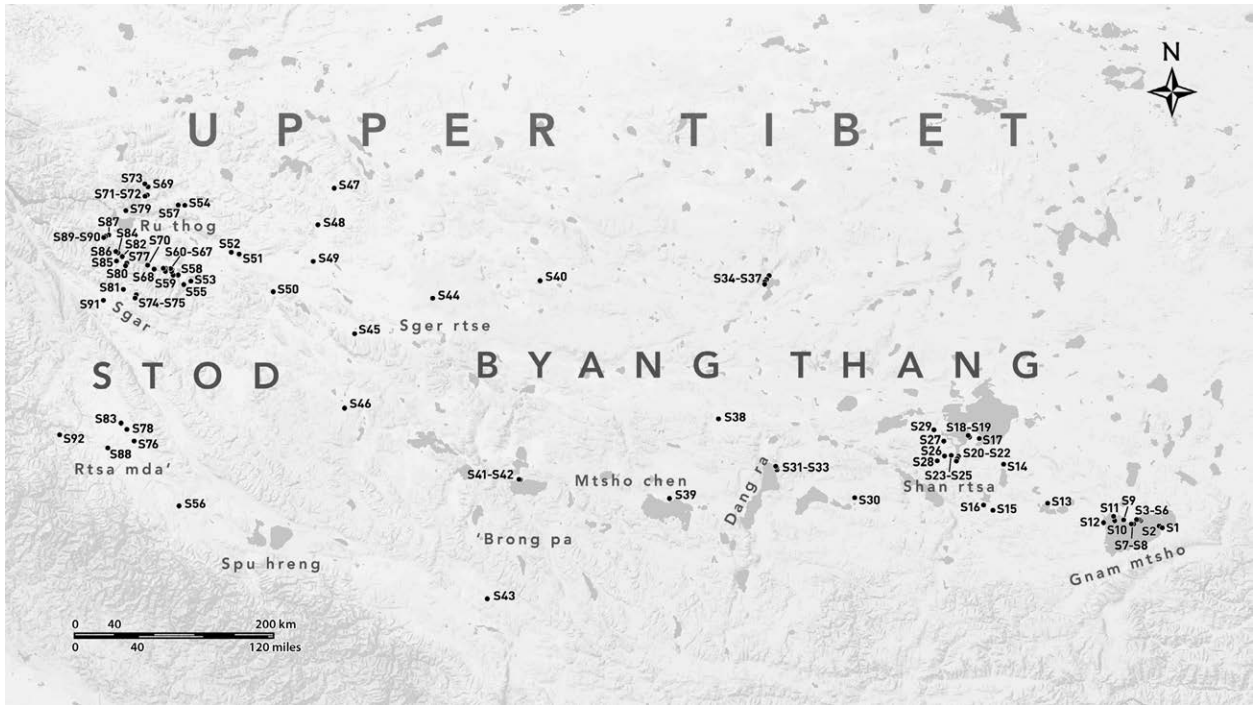 N
UPPER TIBET
S73
S69
S47
S71-S72
S54
S79
S57
S87
Ru thog
S48
S89-S90
S84
S70
S52
S86
S82
S60-S67
S51
S49
S85
S77
S58
S80
S68
S59
S53
S40
S34-S37
S81
S55
S50
S44
S91
S74-S75
Sgar
S45
Sger rtse
STOD
BYANG THANG
S46
S38
S83
S78
S29
S18-S19
S92
S76
S27
S17
S88
S26
S20-S22
Rtsa mda'
S28
S14
S41-S42
S31-S33
S23-S25
Mtsho chen
Dang ra
Shan rtsa
S56
S39
S30
S16
S15
S13
S11
S9
S3-S6
S12
S10
S2
S1
'Brong pa
S7-S8
Spu hreng
Gnam mtsho
S43
0 40 200 km
0 40 120 miles